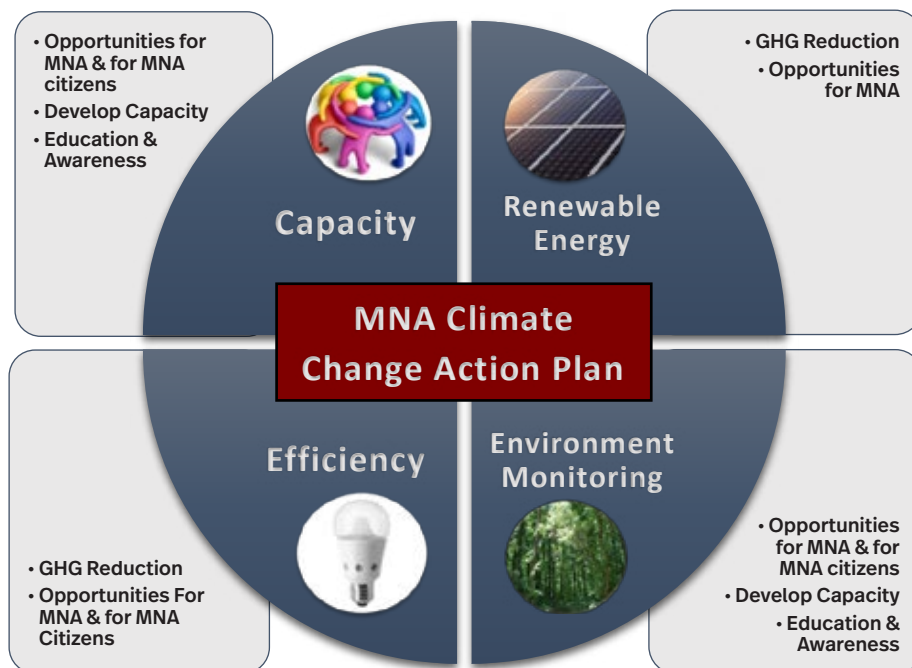 • Opportunities for
MNA & for MNA
citizens
• Develop Capacity
• Education &
Awareness
Capacity
• GHG Reduction
• Opportunities
for MNA
Renewable
Energy
MNA Climate
Change Action Plan
Efficiency
• GHG Reduction
• Opportunities For
MNA & for MNA
Citizens
Environment
Monitoring
• Opportunities
for MNA & for
MNA citizens
• Develop Capacity
• Education &
Awareness